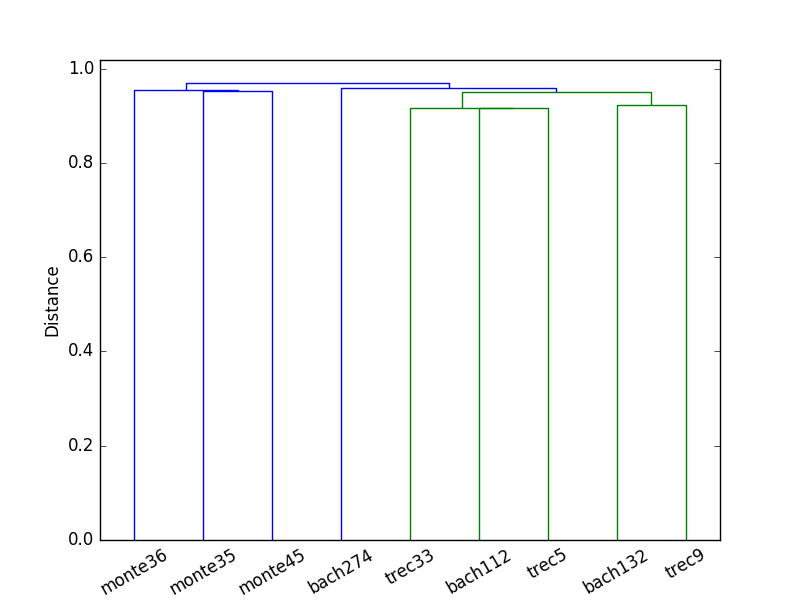 1.0
0.8
0.6
0.4
0.2
0.0
Distance
monte36
monte35
monte45
bach274
trec33
bach112
trec5
bach132
trec9